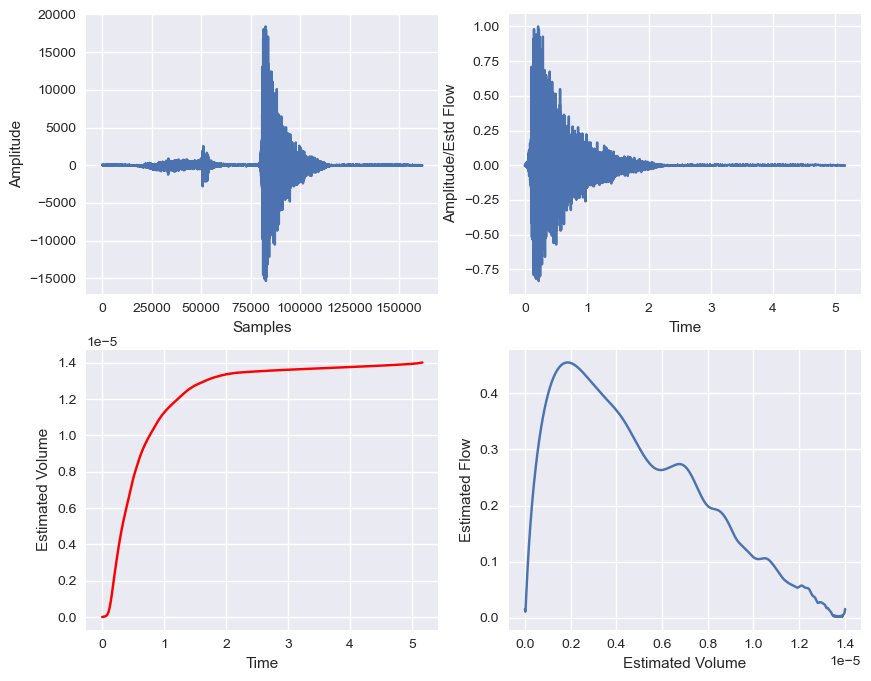 20000
15000
10000
5000
0
−5000
−10000
−15000
Amplitude
0 25000 50000 75000 100000 125000 150000
Samples
1.00
0.75
0.50
0.25
0.00
−0.25
−0.50
−0.75
Amplitude/Estd Flow
0 1 2 3 4 5
Time
1e−5
1.4
1.2
1.0
0.8
0.6
0.4
0.2
0.0
Estimated Volume
0 1 2 3 4 5
Time
0.4
0.3
0.2
0.1
0.0
Estimated Flow
0.0 0.2 0.4 0.6 0.8 1.0 1.2 1.4
Estimated Volume
1e−5